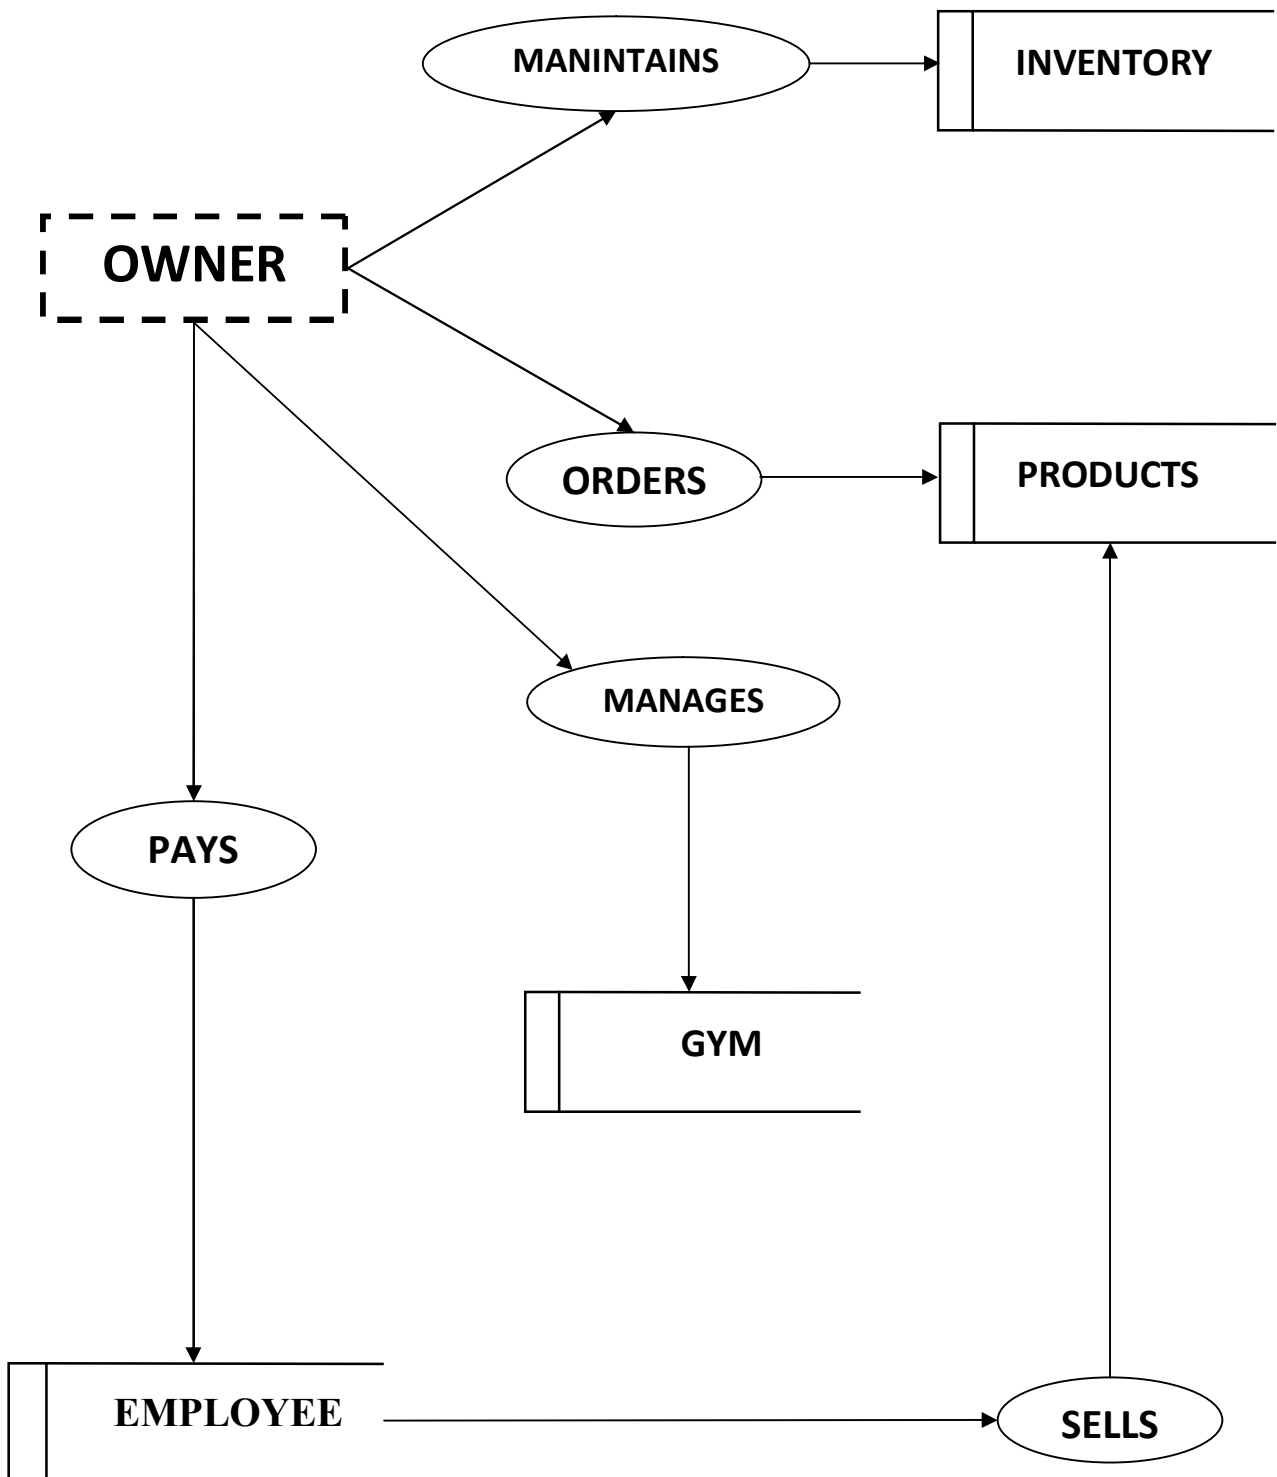 MANINTAINS
INVENTORY
OWNER
ORDERS
PRODUCTS
MANAGES
PAYS
GYM
EMPLOYEE
SELLS